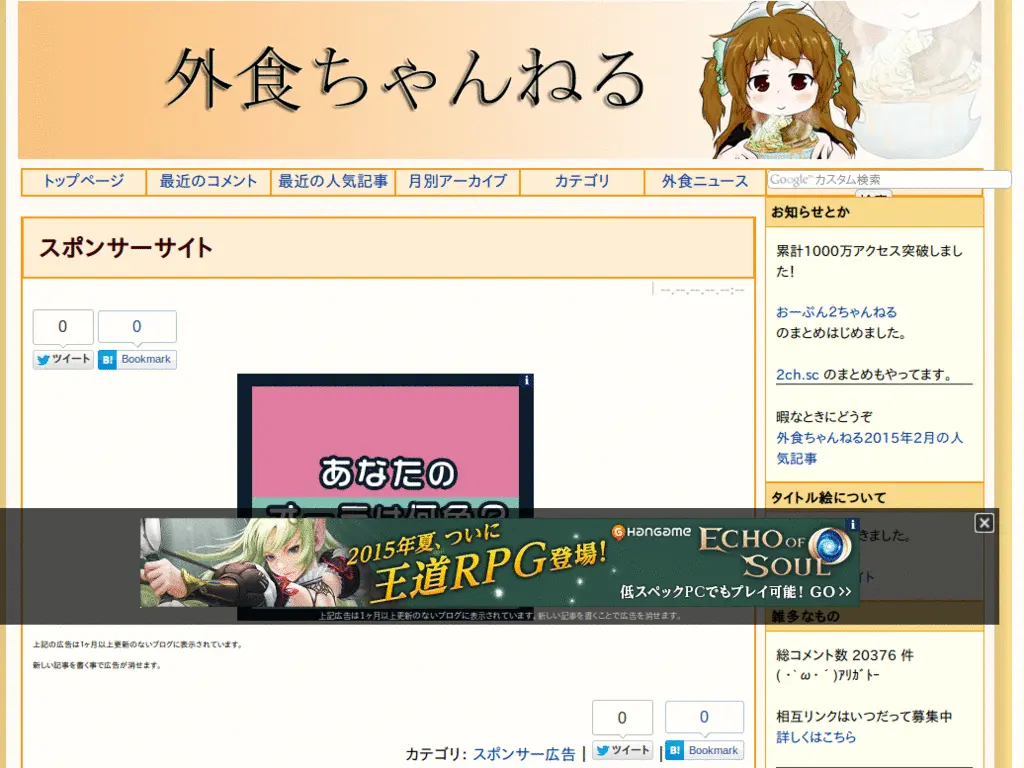 外食ちゃんねる
トップページ
最近のコメント
最近の人気記事
月別アーカイブ
カテゴリ
外食ニュース
Google™カスタム検索
スポンサーサイト
--.--.--.--.--:--
0
0
ツイート
B! Bookmark
あなたの
Hangame
ECHO OF SOUL
2015年夏、ついに
王道RPG登場!
低スペックPCでもプレイ可能! GO>>
上記広告は1ヶ月以上更新のないブログに表示されています。新しい記事を書くことで広告を消せます。
上記の広告は1ヶ月以上更新のないブログに表示されています。
新しい記事を書く事で広告が消せます。
0
0
カテゴリ: スポンサー広告 | ツイート | B! Bookmark
お知らせとか
累計1000万アクセス突破しまし
た!
おーぷん2ちゃんねる
のまとめはじめました。
2ch.sc のまとめもやってます。
暇なときにどうぞ
外食ちゃんねる2015年2月の人
気記事
タイトル絵について
きました。
イト
雑多なもの
総コメント数 20376 件
(・`ω・´)ｱﾘｶﾞﾄｰ
相互リンクはいつだって募集中
詳しくはこちら